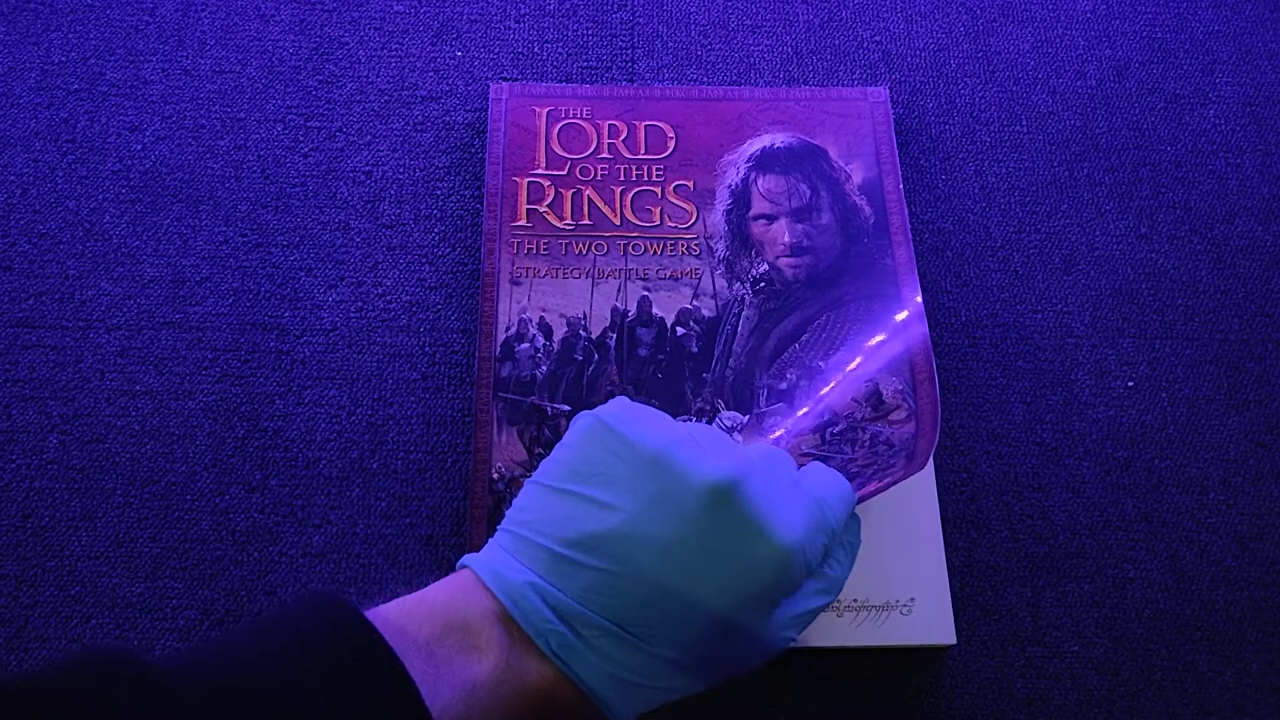 THE
LORD
OF THE
RINGS
THE TWO TOWERS
STRATEGY BATTLE GAME